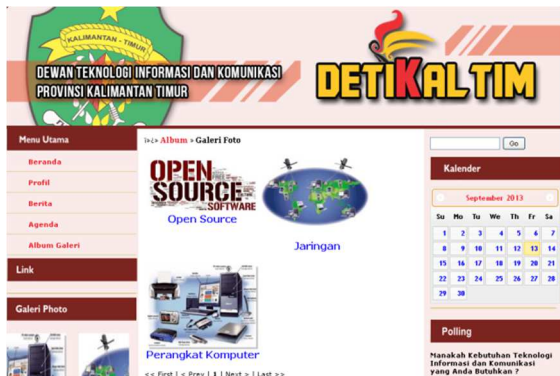 KALIMANTAN - TIMUR
DEWAN TEKNOLOGI INFORMASI DAN KOMUNIKASI
PROVINSI KALIMANTAN TIMUR
DETIKALTIM
Menu Utama
Beranda
Profil
Berita
Agenda
Album Galeri
Link
Galeri Photo
ï»¿» Album » Galeri Foto
OPEN
SOURCE
SOFTWARE
Open Source
Jaringan
Perangkat Komputer
<< First | < Prev | 1 | Next > | Last >>
Go
Kalender
September 2013
Su Mo Tu We Th Fr Sa
1 2 3 4 5 6 7
8 9 10 11 12 13 14
15 16 17 18 19 20 21
22 23 24 25 26 27 28
29 30
Polling
Manakah Kebutuhan Teknologi
Informasi dan Komunikasi
yang Anda Butuhkan ?